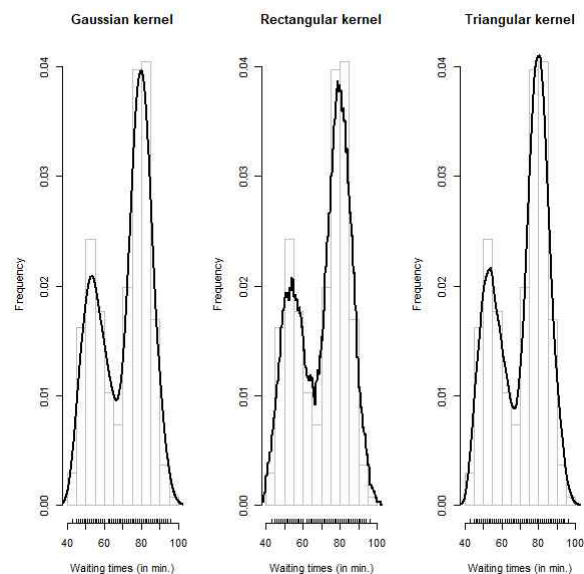 Gaussian kernel
Frequency
0.00
0.01
0.02
0.03
0.04
40 60 80 100
Waiting times (in min.)
Rectangular kernel
Frequency
0.00
0.01
0.02
0.03
0.04
40 60 80 100
Waiting times (in min.)
Triangular kernel
Frequency
0.00
0.01
0.02
0.03
0.04
40 60 80 100
Waiting times (in min.)